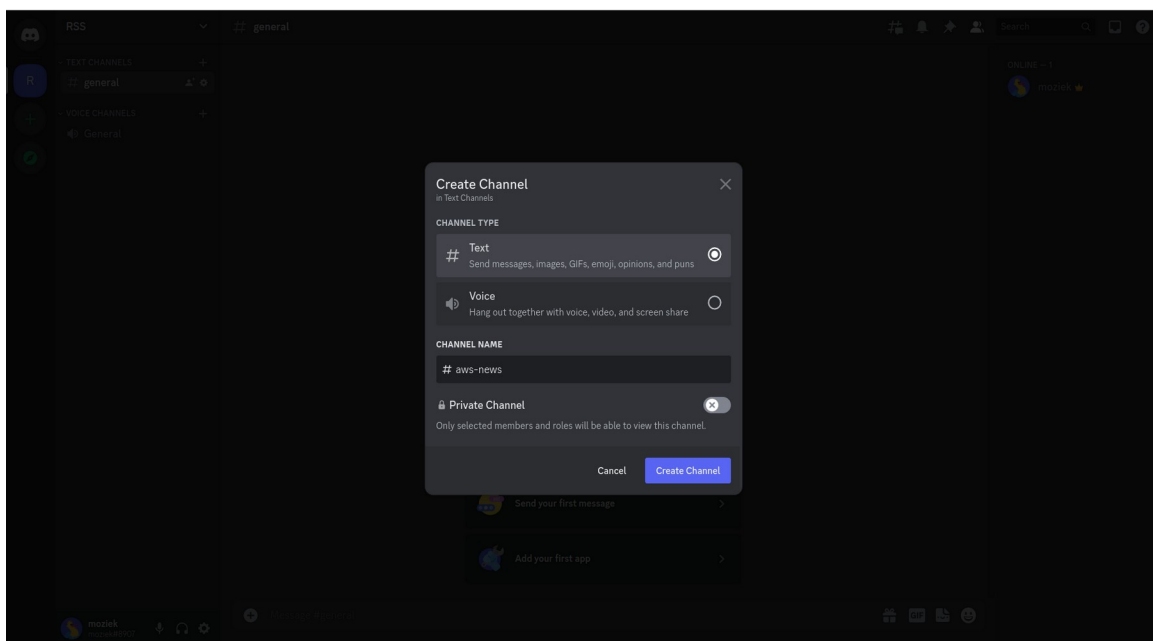 RSS
# general
Search
TEXT CHANNELS
# general
VOICE CHANNELS
General
R
ONLINE – 1
moziek
Create Channel
in Text Channels
CHANNEL TYPE
# Text
Send messages, images, GIFs, emoji, opinions, and puns
Voice
Hang out together with voice, video, and screen share
CHANNEL NAME
# aws-news
Private Channel
Only selected members and roles will be able to view this channel.
Cancel
Create Channel
Send your first message
Add your first app
moziek
GIF